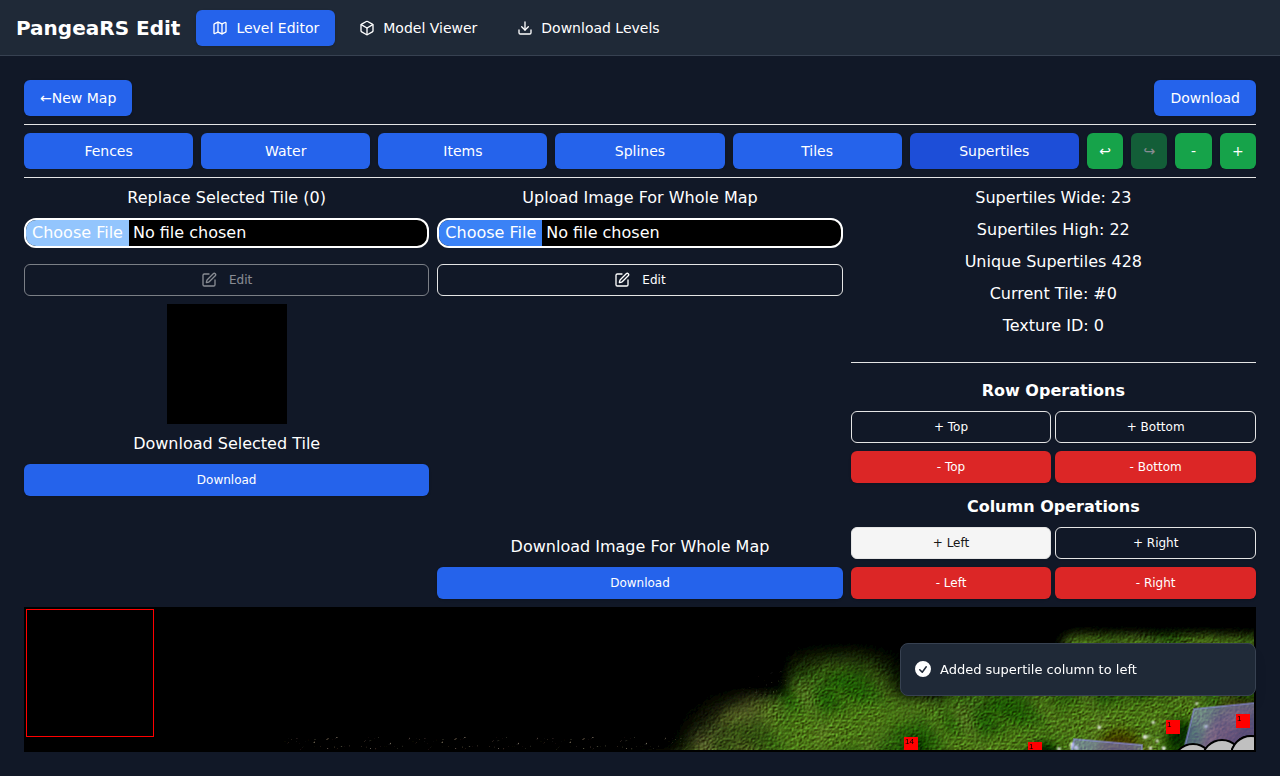 PangeaRS Edit
Level Editor
Model Viewer
Download Levels
←New Map
Download
Fences
Water
Items
Splines
Tiles
Supertiles
↩
↪
-
+
Replace Selected Tile (0)
Choose File No file chosen
Edit
Download Selected Tile
Download
Upload Image For Whole Map
Choose File No file chosen
Edit
Download Image For Whole Map
Download
Supertiles Wide: 23
Supertiles High: 22
Unique Supertiles 428
Current Tile: #0
Texture ID: 0
Row Operations
+ Top
+ Bottom
- Top
- Bottom
Column Operations
+ Left
+ Right
- Left
- Right
Added supertile column to left